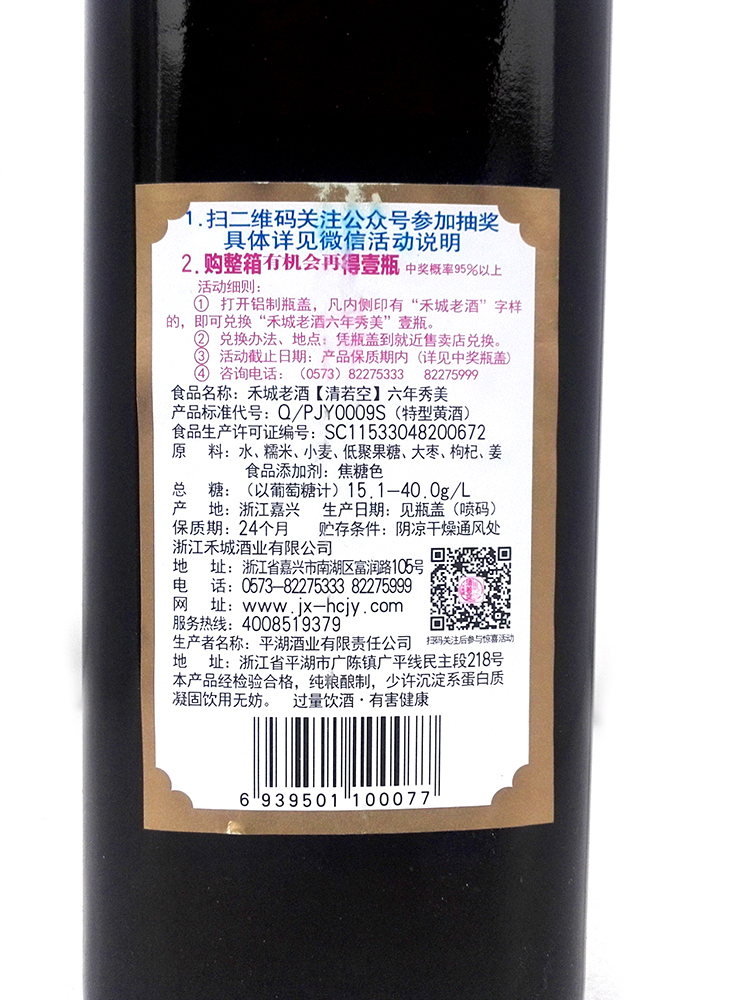 1.扫二维码关注公众号参加抽奖
具体详见微信活动说明
2.购整箱有机会再得壹瓶 中奖概率95%以上
活动细则：
① 打开铝制瓶盖，凡内侧印有“禾城老酒”字样
的，即可兑换“禾城老酒六年秀美”壹瓶。
② 兑换办法、地点：凭瓶盖到就近售卖店兑换。
③ 活动截止日期：产品保质期内（详见中奖瓶盖）
④ 咨询电话：（0573）82275333 82275999
食品名称：禾城老酒【清若空】六年秀美
产品标准代号：Q/PJY0009S（特型黄酒）
食品生产许可证编号：SC11533048200672
原 料：水、糯米、小麦、低聚果糖、大枣、枸杞、姜
食品添加剂：焦糖色
总 糖：（以葡萄糖计）15.1—40.0g/L
产 地：浙江嘉兴 生产日期：见瓶盖（喷码）
保质期：24个月 贮存条件：阴凉干燥通风处
浙江禾城酒业有限公司
地 址：浙江省嘉兴市南湖区富润路105号
电 话：0573—82275333 82275999
网 址：www.jx—hcjy.com
服务热线：4008519379
扫码关注后参与惊喜活动
生产者名称：平湖酒业有限责任公司
地 址：浙江省平湖市广陈镇广平线民主段218号
本产品经检验合格，纯粮酿制，少许沉淀系蛋白质
凝固饮用无妨。 过量饮酒·有害健康
6 939501 100077